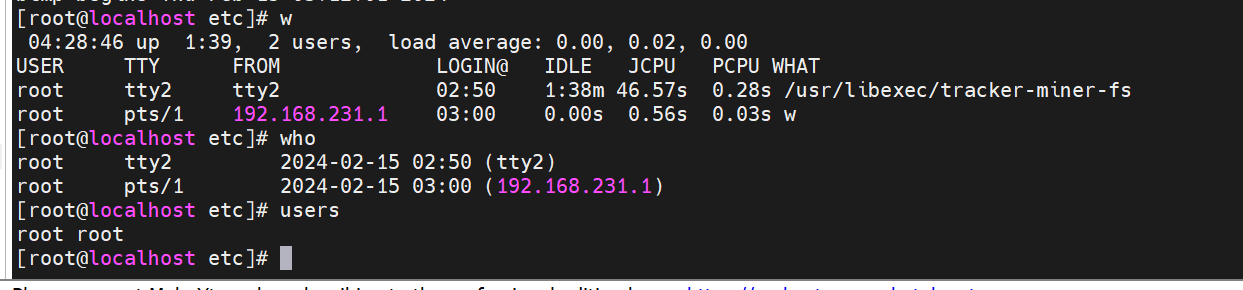 [root@localhost etc]# w
 04:28:46 up  1:39,  2 users,  load average: 0.00, 0.02, 0.00
USER     TTY      FROM             LOGIN@   IDLE   JCPU   PCPU WHAT
root     tty2     tty2             02:50    1:38m 46.57s  0.28s /usr/libexec/tracker-miner-fs
root     pts/1    192.168.231.1    03:00    0.00s  0.56s  0.03s w
[root@localhost etc]# who
root     tty2         2024-02-15 02:50 (tty2)
root     pts/1        2024-02-15 03:00 (192.168.231.1)
[root@localhost etc]# users
root root
[root@localhost etc]#